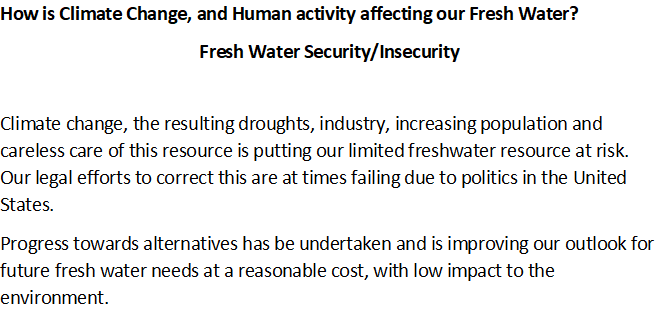 How is Climate Change, and Human activity affecting our Fresh Water?
Fresh Water Security/Insecurity
Climate change, the resulting droughts, industry, increasing population and
careless care of this resource is putting our limited freshwater resource at risk.
Our legal efforts to correct this are at times failing due to politics in the United
States.
Progress towards alternatives has be undertaken and is improving our outlook for
future fresh water needs at a reasonable cost, with low impact to the
environment.